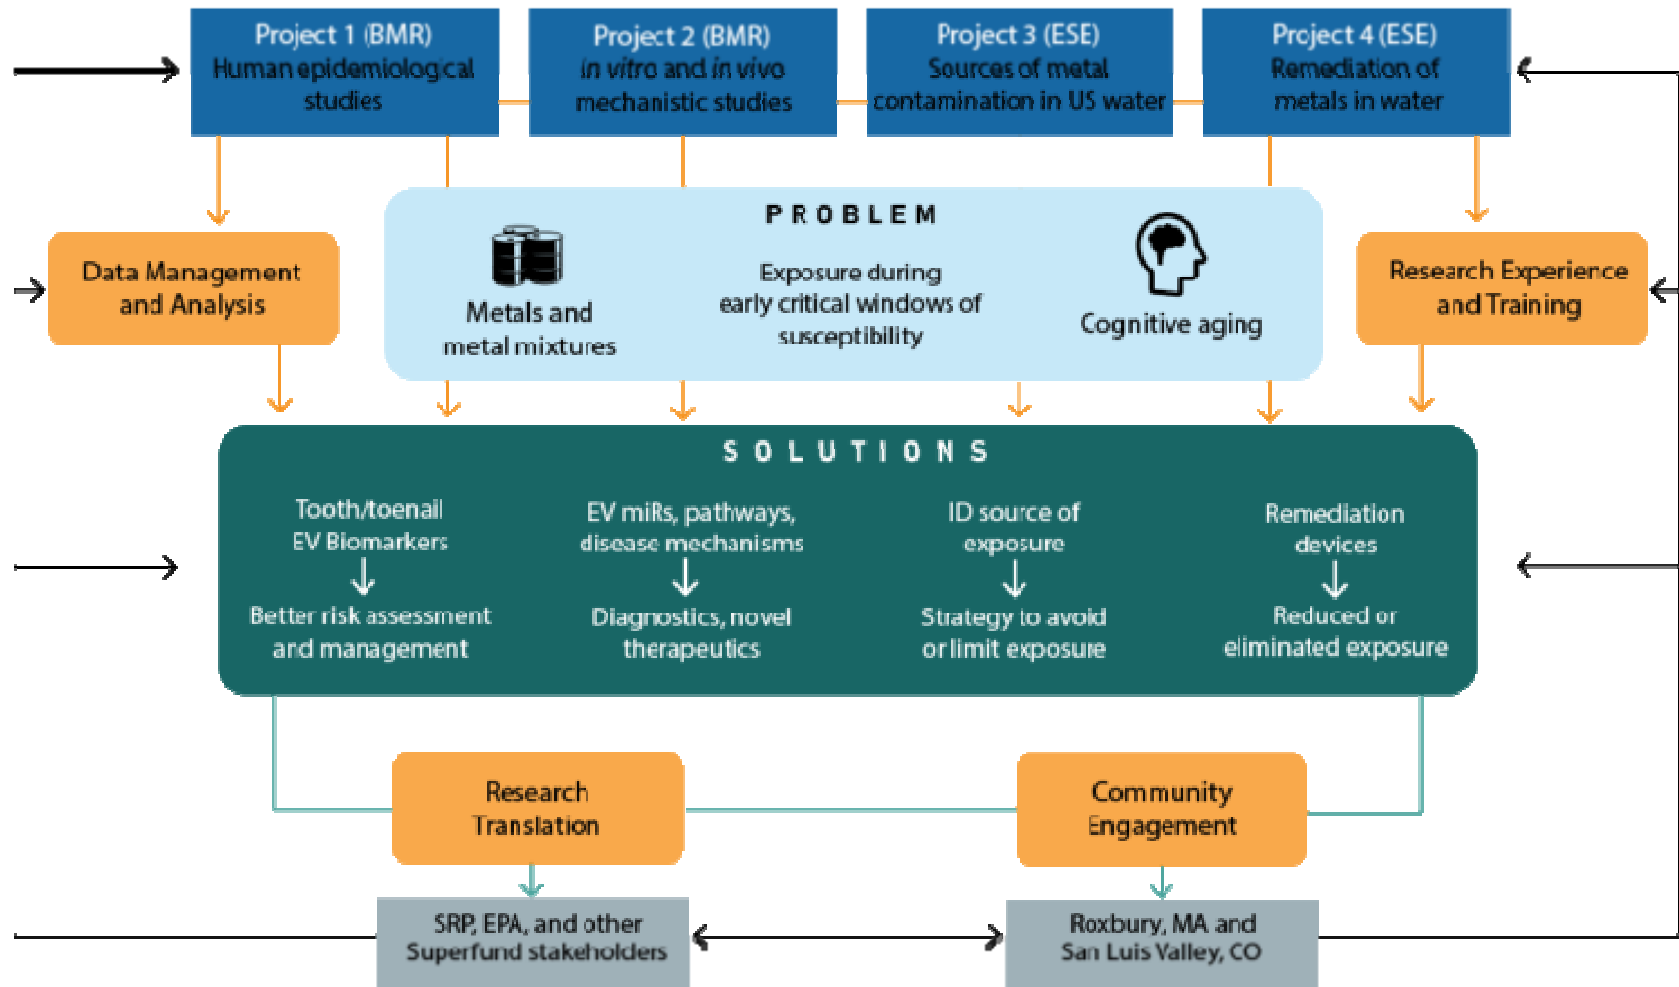 Project 1 (BMR)
Human epidemiological
studies
Project 2 (BMR)
in vitro and in vivo
mechanistic studies
Project 3 (ESE)
Sources of metal
contamination in US water
Project 4 (ESE)
Remediation of
metals in water
PROBLEM
Metals and
metal mixtures
Exposure during
early critical windows of
susceptibility
Cognitive aging
Data Management
and Analysis
Research Experience
and Training
SOLUTIONS
Tooth/toenail
EV Biomarkers
Better risk assessment
and management
EV miRs, pathways,
disease mechanisms
Diagnostics, novel
therapeutics
ID source of
exposure
Strategy to avoid
or limit exposure
Remediation
devices
Reduced or
eliminated exposure
Research
Translation
Community
Engagement
SRP, EPA, and other
Superfund stakeholders
Roxbury, MA and
San Luis Valley, CO